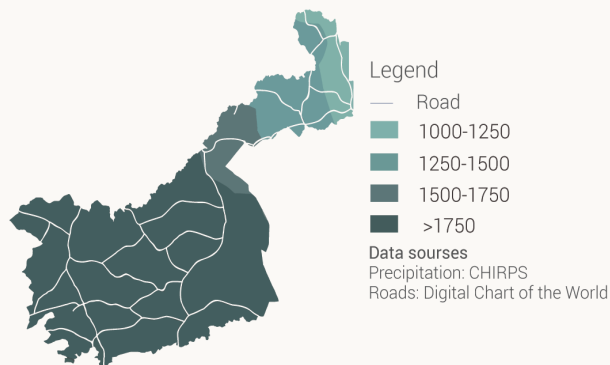 Legend
Road
1000-1250
1250-1500
1500-1750
>1750
Data sourses
Precipitation: CHIRPS
Roads: Digital Chart of the World